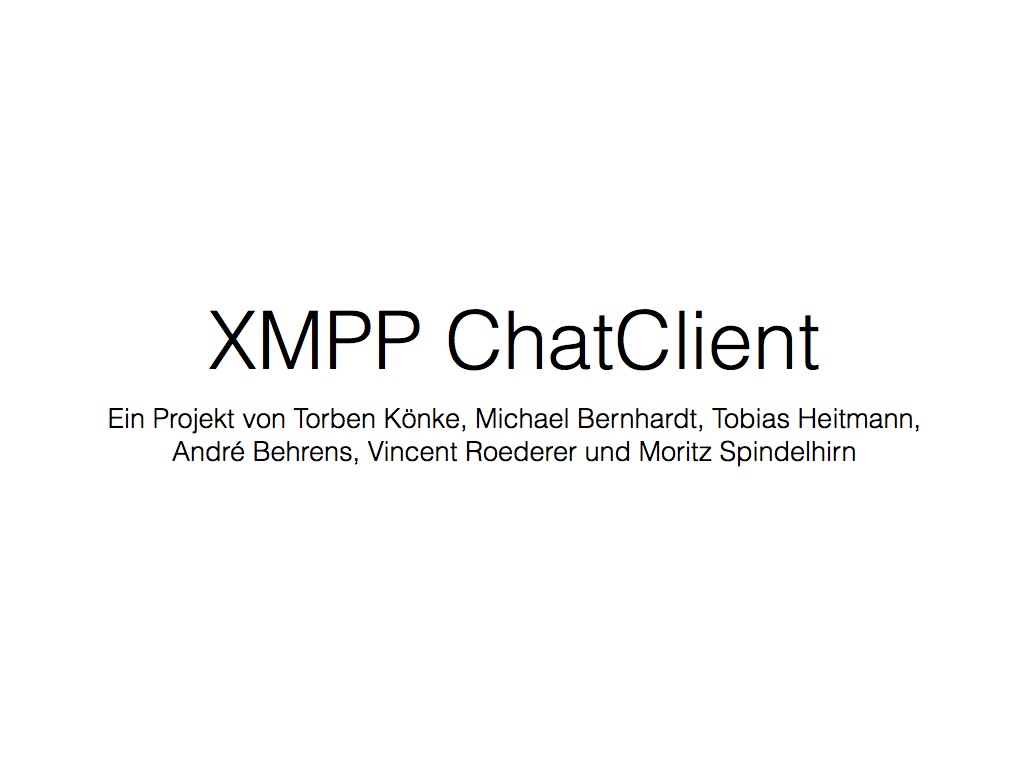 XMPP ChatClient
Ein Projekt von Torben Könke, Michael Bernhardt, Tobias Heitmann,
André Behrens, Vincent Roederer und Moritz Spindelhirn